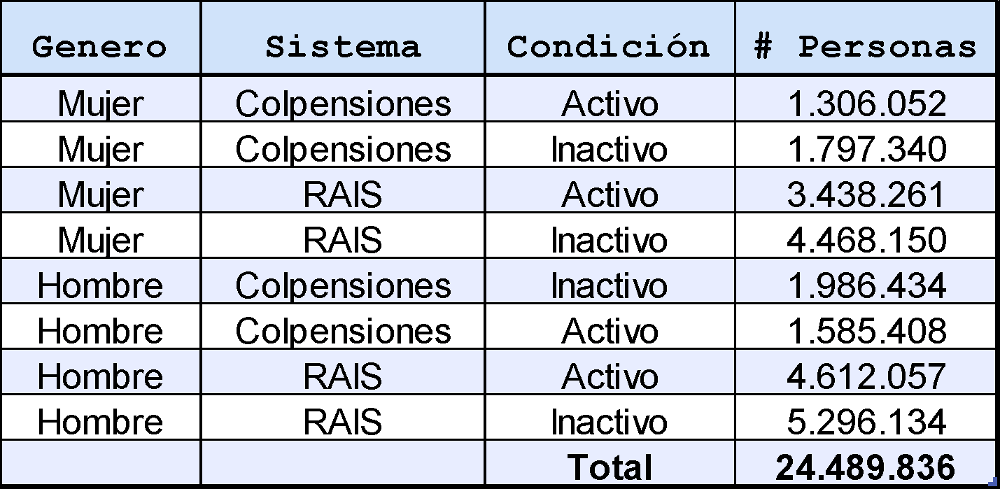 Genero Sistema Condición # Personas
Mujer Colpensiones Activo 1.306.052
Mujer Colpensiones Inactivo 1.797.340
Mujer RAIS Activo 3.438.261
Mujer RAIS Inactivo 4.468.150
Hombre Colpensiones Inactivo 1.986.434
Hombre Colpensiones Activo 1.585.408
Hombre RAIS Activo 4.612.057
Hombre RAIS Inactivo 5.296.134
Total 24.489.836